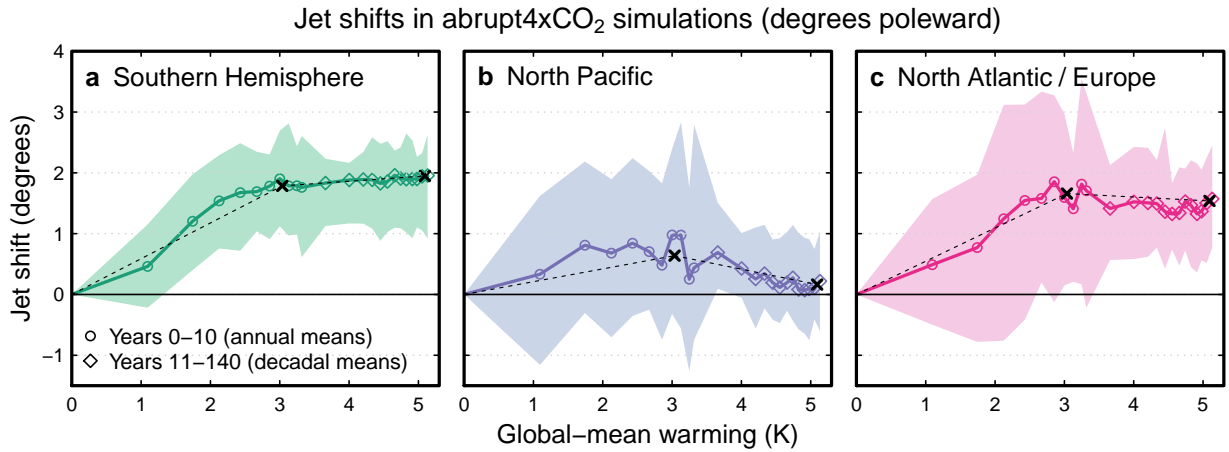 Jet shifts in abrupt4xCO₂ simulations (degrees poleward)
a Southern Hemisphere
b North Pacific
c North Atlantic / Europe
Jet shift (degrees)
4
3
2
1
0
−1
Years 0−10 (annual means)
Years 11−140 (decadal means)
0 1 2 3 4 5
0 1 2 3 4 5
0 1 2 3 4 5
Global−mean warming (K)